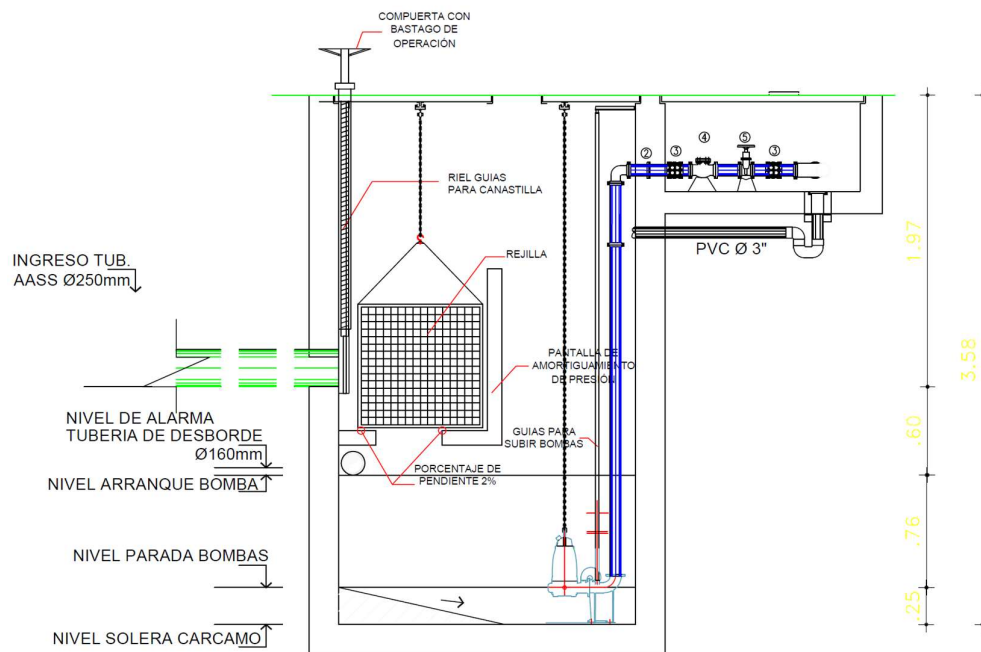 COMPUERTA CON
BASTAGO DE
OPERACIÓN
② ③ ④ ⑤ ③
RIEL GUIAS
PARA CANASTILLA
REJILLA
INGRESO TUB.
AASS Ø250mm
PVC Ø 3"
1.97
3.58
PANTALLA DE
AMORTIGUAMIENTO
DE PRESIÓN
NIVEL DE ALARMA
TUBERIA DE DESBORDE
Ø160mm
.60
GUIAS PARA
SUBIR BOMBAS
PORCENTAJE DE
PENDIENTE 2%
NIVEL ARRANQUE BOMBA
.76
NIVEL PARADA BOMBAS
.25
NIVEL SOLERA CARCAMO